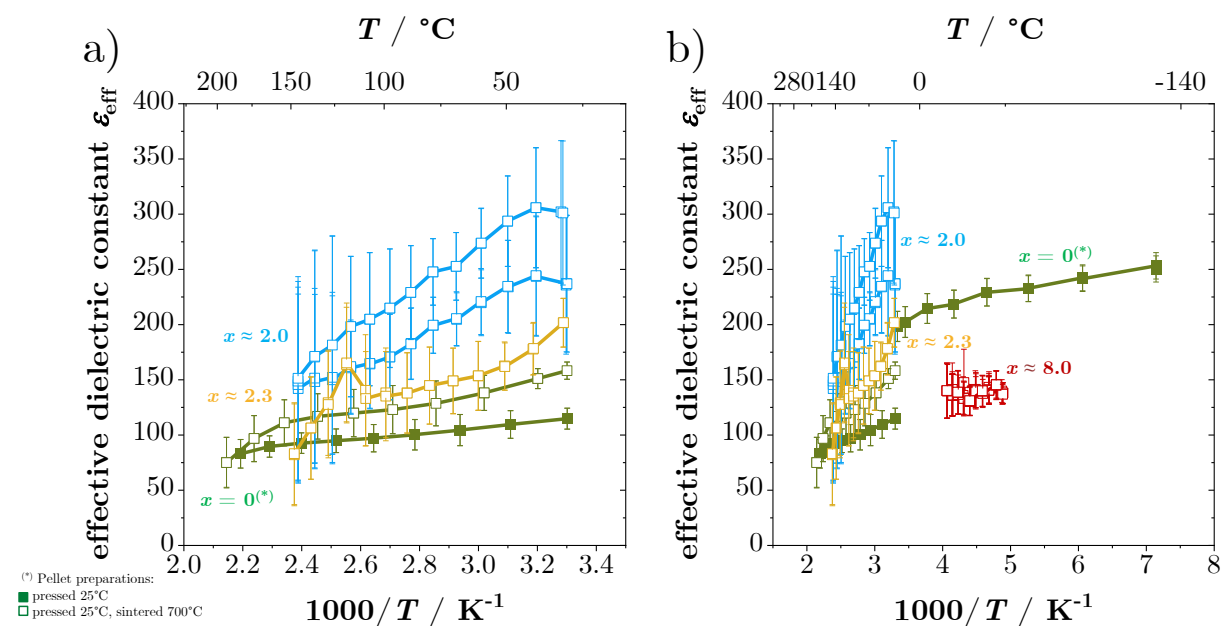 a)
T / °C
200 150 100 50
effective dielectric constant εeff
400
350
300
250
200
150
100
50
0
x ≈ 2.0
x ≈ 2.3
x = 0(*)
2.0 2.2 2.4 2.6 2.8 3.0 3.2 3.4
1000/T / K-1
(*) Pellet preparations:
pressed 25°C
pressed 25°C, sintered 700°C
b)
T / °C
280 140 0 -140
effective dielectric constant εeff
400
350
300
250
200
150
100
50
0
x ≈ 2.0
x = 0(*)
x ≈ 2.3
x ≈ 8.0
2 3 4 5 6 7 8
1000/T / K-1